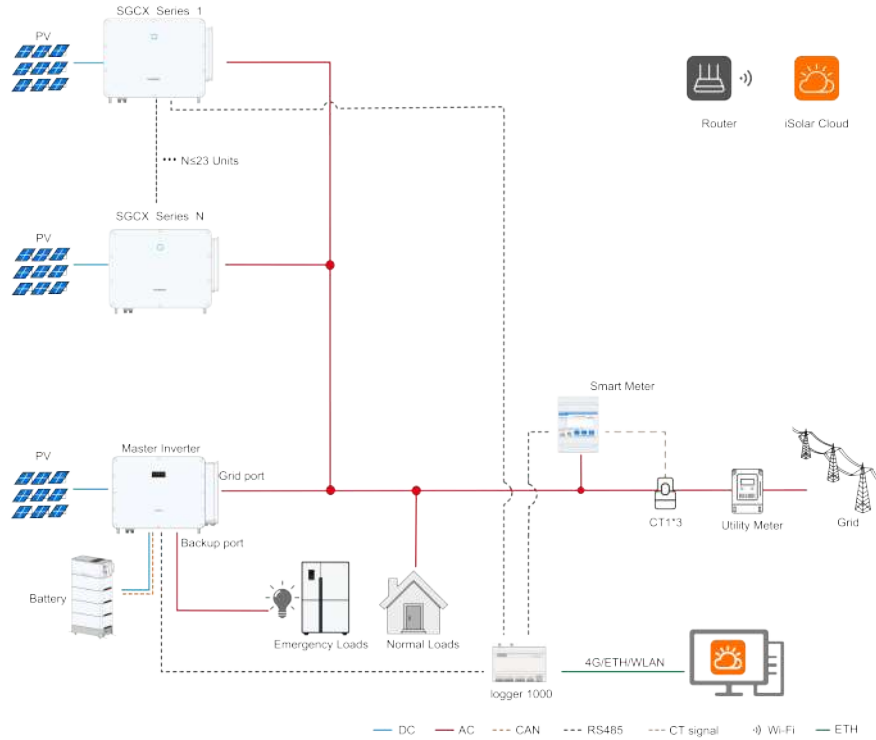 SGCX Series 1
PV
Router
iSolar Cloud
••• N≤23 Units
SGCX Series N
PV
Smart Meter
Master Inverter
PV
Grid port
Backup port
CT1*3
Utility Meter
Grid
Battery
Emergency Loads
Normal Loads
4G/ETH/WLAN
logger 1000
DC
AC
CAN
RS485
CT signal
Wi-Fi
ETH